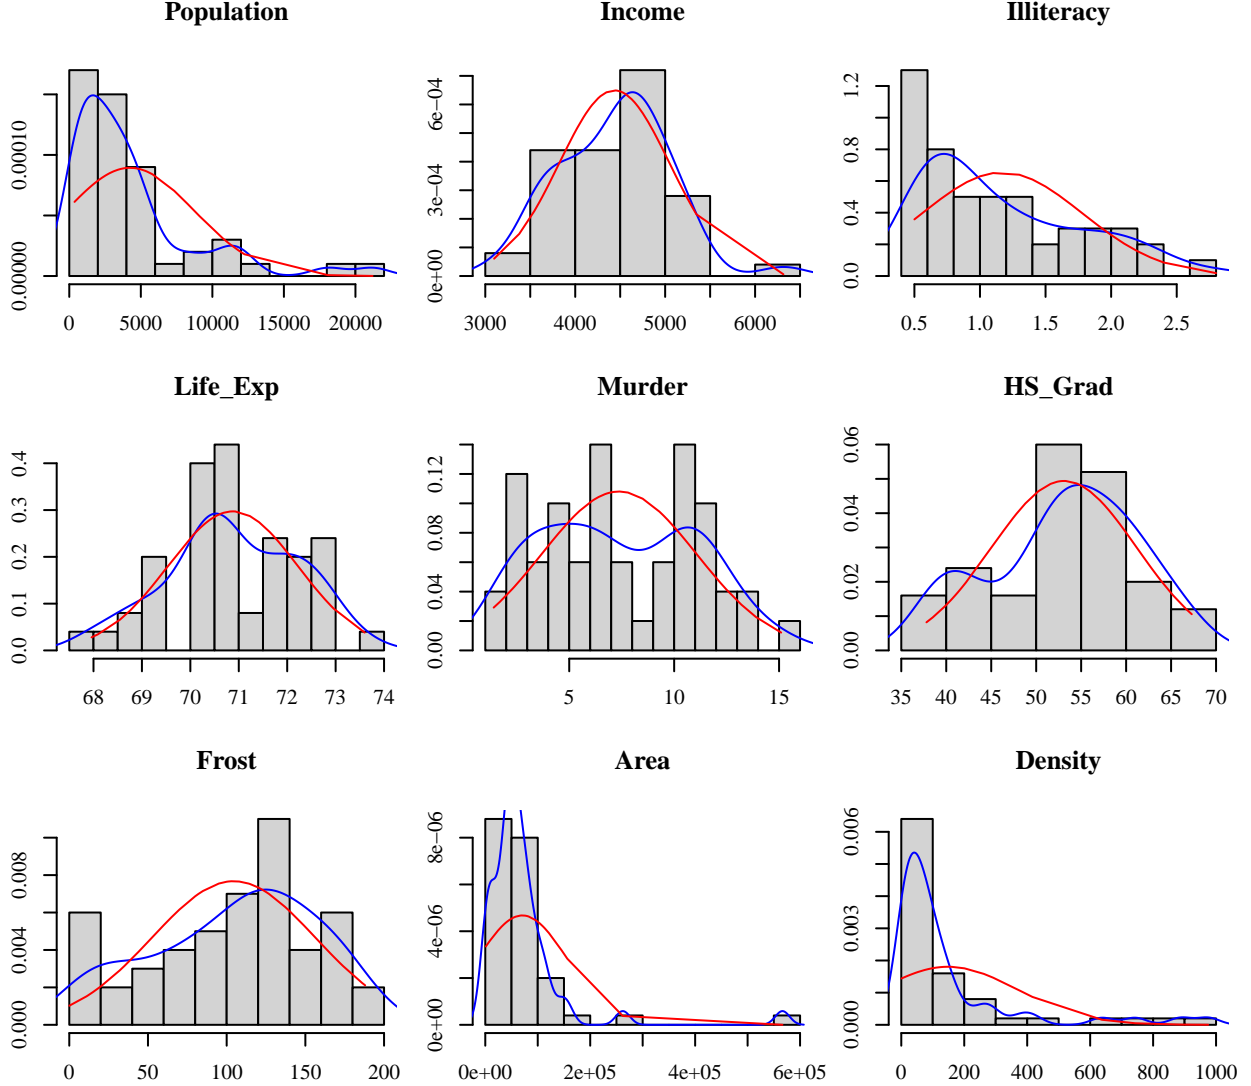 Population
0.00000 0.00010
0 5000 10000 15000 20000
Income
0e+00 3e−04 6e−04
3000 4000 5000 6000
Illiteracy
0.0 0.4 0.8 1.2
0.5 1.0 1.5 2.0 2.5
Life_Exp
0.0 0.1 0.2 0.3 0.4
68 69 70 71 72 73 74
Murder
0.00 0.04 0.08 0.12
5 10 15
HS_Grad
0.00 0.02 0.04 0.06
35 40 45 50 55 60 65 70
Frost
0.000 0.004 0.008
0 50 100 150 200
Area
0e+00 4e−06 8e−06
0e+00 2e+05 4e+05 6e+05
Density
0.000 0.003 0.006
0 200 400 600 800 1000